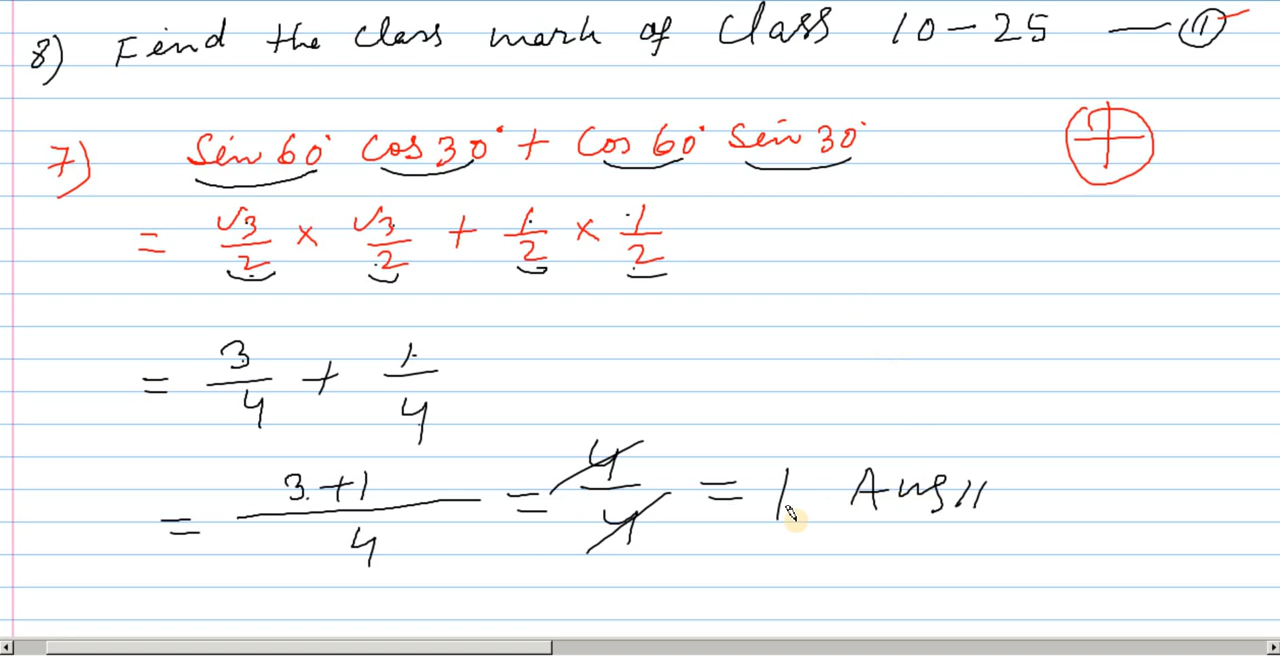 8) Find the class mark of Class 10-25 — ①
7) Sin 60° Cos 30° + Cos 60° Sin 30°
= √3/2 × √3/2 + 1/2 × 1/2
= 3/4 + 1/4
= 3+1/4 = 4/4 = 1 Ans//